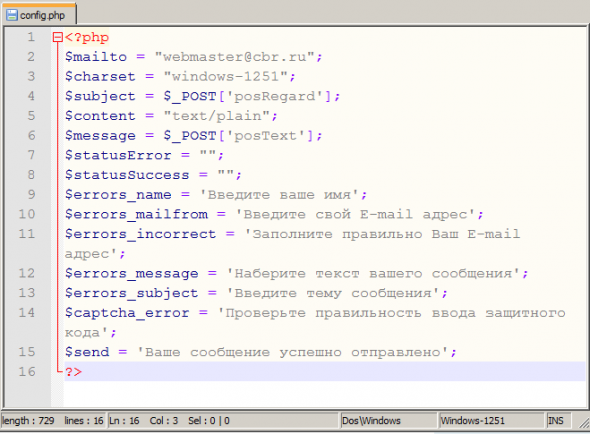 config.php
1 <?php
2 $mailto = "webmaster@cbr.ru";
3 $charset = "windows-1251";
4 $subject = $_POST['posRegard'];
5 $content = "text/plain";
6 $message = $_POST['posText'];
7 $statusError = "";
8 $statusSuccess = "";
9 $errors_name = 'Введите ваше имя';
10 $errors_mailfrom = 'Введите свой E-mail адрес';
11 $errors_incorrect = 'Заполните правильно Ваш E-mail
адрес';
12 $errors_message = 'Наберите текст вашего сообщения';
13 $errors_subject = 'Введите тему сообщения';
14 $captcha_error = 'Проверьте правильность ввода защитного
кода';
15 $send = 'Ваше сообщение успешно отправлено';
16 ?>
length : 729 lines : 16 Ln : 16 Col : 3 Sel : 0 | 0 Dos\Windows Windows-1251 INS